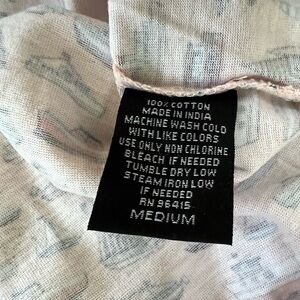 100% COTTON
MADE IN INDIA
MACHINE WASH COLD
WITH LIKE COLORS
USE ONLY NON CHLORINE
BLEACH IF NEEDED
TUMBLE DRY LOW
STEAM IRON LOW
IF NEEDED
RN 96415
MEDIUM